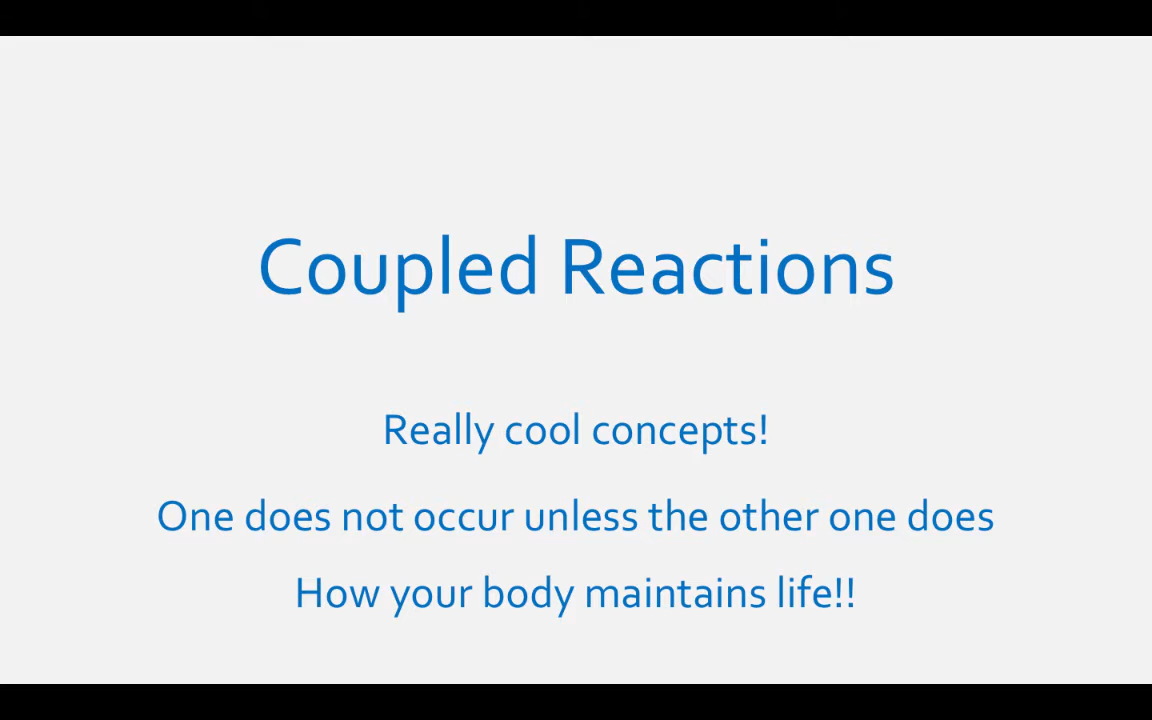 Coupled Reactions
Really cool concepts!
One does not occur unless the other one does
How your body maintains life!!